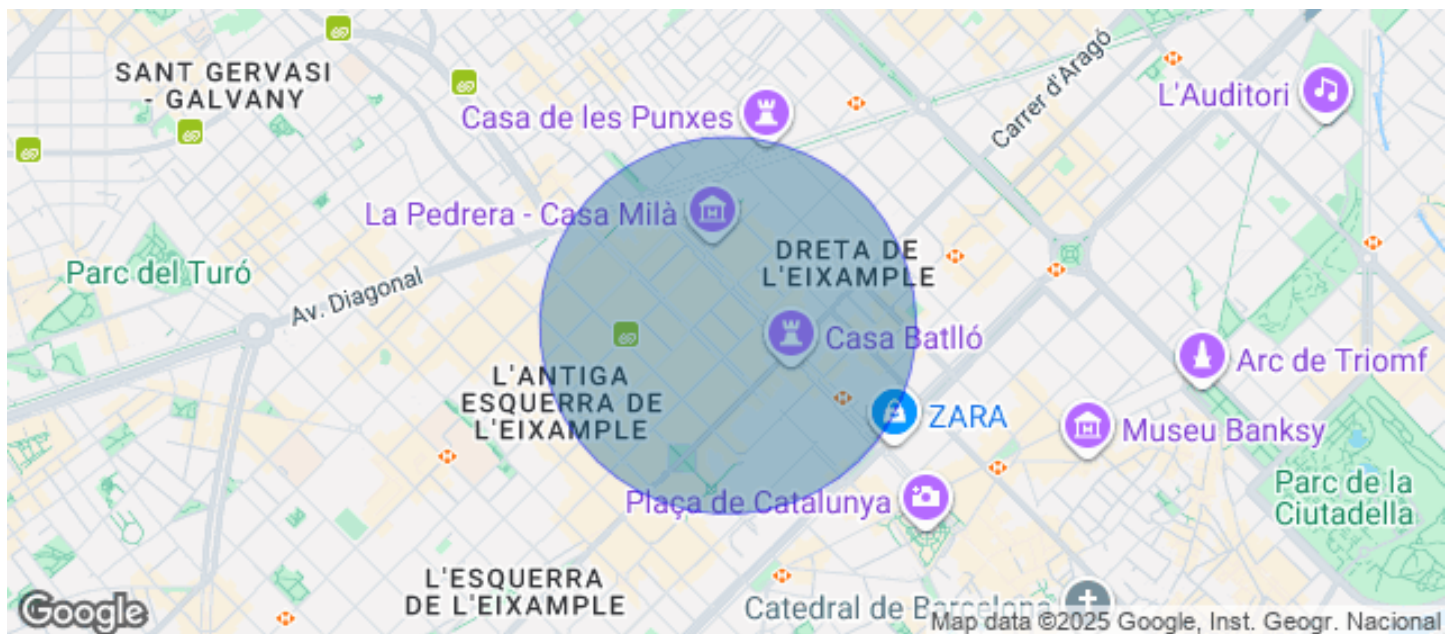 SANT GERVASI
- GALVANY
Casa de les Punxes
Carrer d'Aragó
L'Auditori
La Pedrera - Casa Milà
DRETA DE
L'EIXAMPLE
Parc del Turó
Av. Diagonal
Casa Batlló
Arc de Triomf
L'ANTIGA
ESQUERRA DE
L'EIXAMPLE
ZARA
Museu Banksy
Plaça de Catalunya
Parc de la
Ciutadella
L'ESQUERRA
DE L'EIXAMPLE
Catedral de Barcelona
Google
Map data ©2025 Google, Inst. Geogr. Nacional